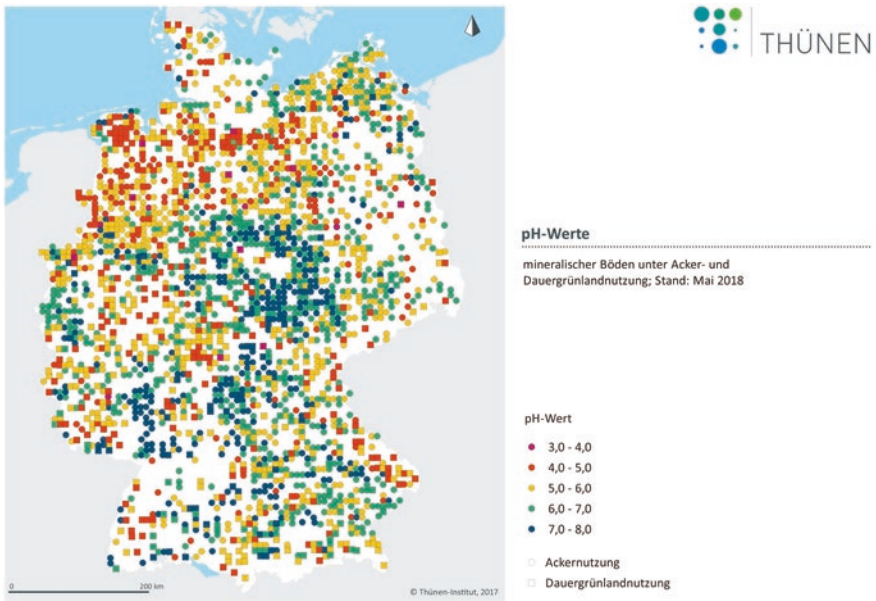 THÜNEN
pH-Werte
mineralischer Böden unter Acker- und
Dauergrünlandnutzung; Stand: Mai 2018
pH-Wert
3,0 - 4,0
4,0 - 5,0
5,0 - 6,0
6,0 - 7,0
7,0 - 8,0
Ackernutzung
Dauergrünlandnutzung
0 200 km
© Thünen-Institut, 2017